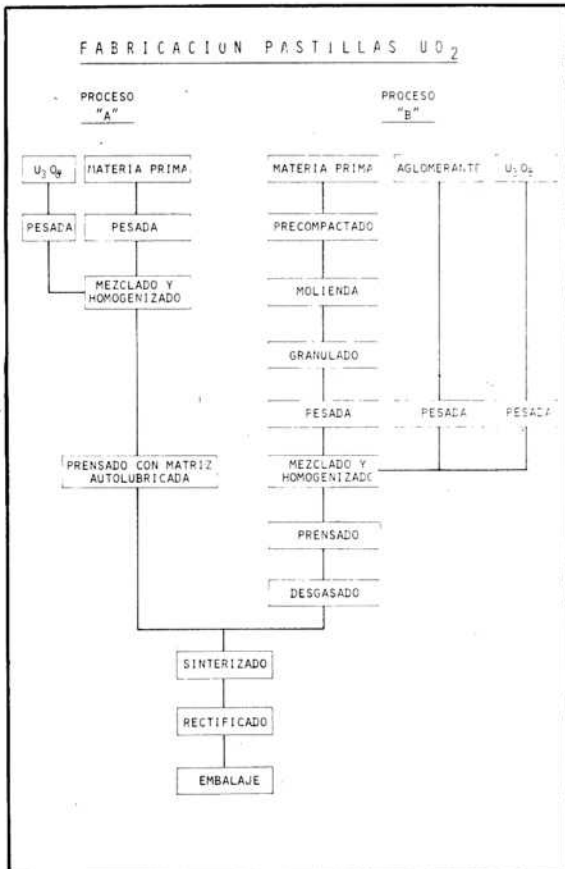 FABRICACION PASTILLAS UO2
PROCESO
"A"
PROCESO
"B"
U3O8
MATERIA PRIMA
MATERIA PRIMA
AGLOMERANTE
U3O8
PESADA
PESADA
PRECOMPACTADO
MEZCLADO Y
HOMOGENIZADO
MOLIENDA
GRANULADO
PESADA
PESADA
PESADA
PRENSADO CON MATRIZ
AUTOLUBRICADA
MEZCLADO Y
HOMOGENIZADO
PRENSADO
DESGASADO
SINTERIZADO
RECTIFICADO
EMBALAJE